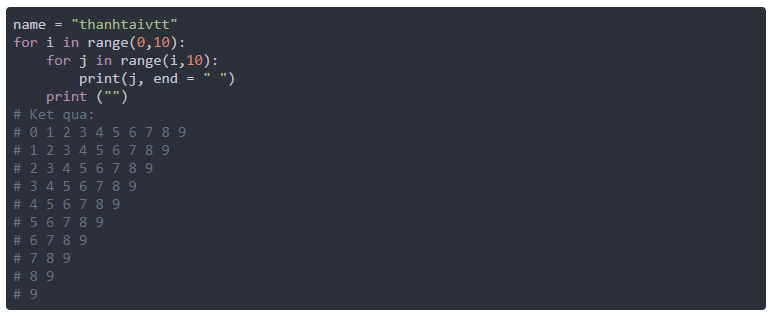 name = "thanhtaivtt"
for i in range(0,10):
    for j in range(i,10):
        print(j, end = " ")
    print ("")
# Ket qua:
# 0 1 2 3 4 5 6 7 8 9
# 1 2 3 4 5 6 7 8 9
# 2 3 4 5 6 7 8 9
# 3 4 5 6 7 8 9
# 4 5 6 7 8 9
# 5 6 7 8 9
# 6 7 8 9
# 7 8 9
# 8 9
# 9